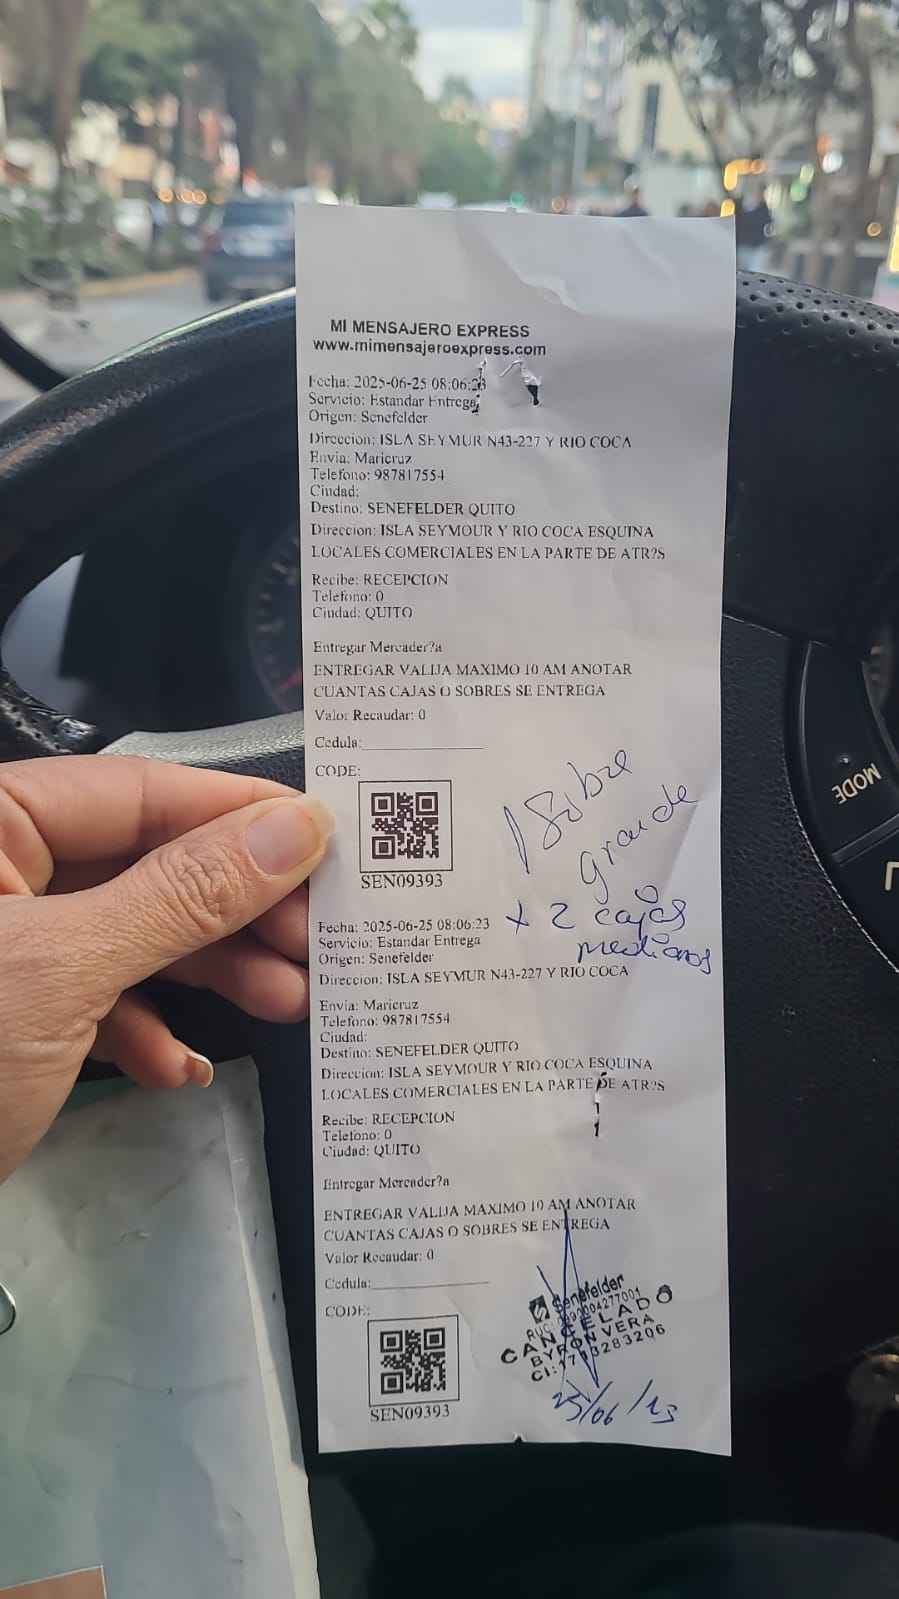 MI MENSAJERO EXPRESS
www.mimensajeroexpress.com
Fecha: 2025-06-25 08:06:23
Servicio: Estandar Entrega
Origen: Senefelder
Direccion: ISLA SEYMUR N43-227 Y RIO COCA
Envia: Maricruz
Telefono: 987817554
Ciudad:
Destino: SENEFELDER QUITO
Direccion: ISLA SEYMOUR Y RIO COCA ESQUINA
LOCALES COMERCIALES EN LA PARTE DE ATR?S
Recibe: RECEPCION
Telefono: 0
Ciudad: QUITO
Entregar Mercader?a
ENTREGAR VALIJA MAXIMO 10 AM ANOTAR
CUANTAS CAJAS O SOBRES SE ENTREGA
Valor Recaudar: 0
Cedula:
CODE:
SEN09393
1 Sobre
grande
+ 2 cajas
medianas
Fecha: 2025-06-25 08:06:23
Servicio: Estandar Entrega
Origen: Senefelder
Direccion: ISLA SEYMUR N43-227 Y RIO COCA
Envia: Maricruz
Telefono: 987817554
Ciudad:
Destino: SENEFELDER QUITO
Direccion: ISLA SEYMOUR Y RIO COCA ESQUINA
LOCALES COMERCIALES EN LA PARTE DE ATR?S
Recibe: RECEPCION
Telefono: 0
Ciudad: QUITO
Entregar Mercader?a
ENTREGAR VALIJA MAXIMO 10 AM ANOTAR
CUANTAS CAJAS O SOBRES SE ENTREGA
Valor Recaudar: 0
Cedula:
CODE:
SEN09393
Senefelder
RUC:
CANCELADO
BYRON VERA
CI:
25/06/
MODE